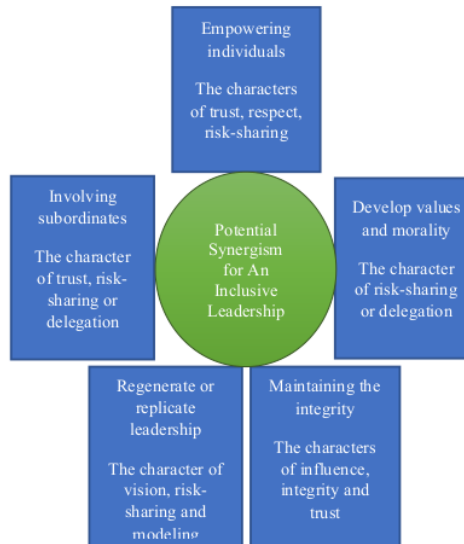 Empowering
individuals
The characters
of trust, respect,
risk-sharing
Involving
subordinates
The character
of trust, risk-
sharing or
delegation
Potential
Synergism
for An
Inclusive
Leadership
Develop values
and morality
The character
of risk-sharing
or delegation
Regenerate or
replicate
leadership
The character of
vision, risk-
sharing and
modeling
Maintaining the
integrity
The characters
of influence,
integrity and
trust